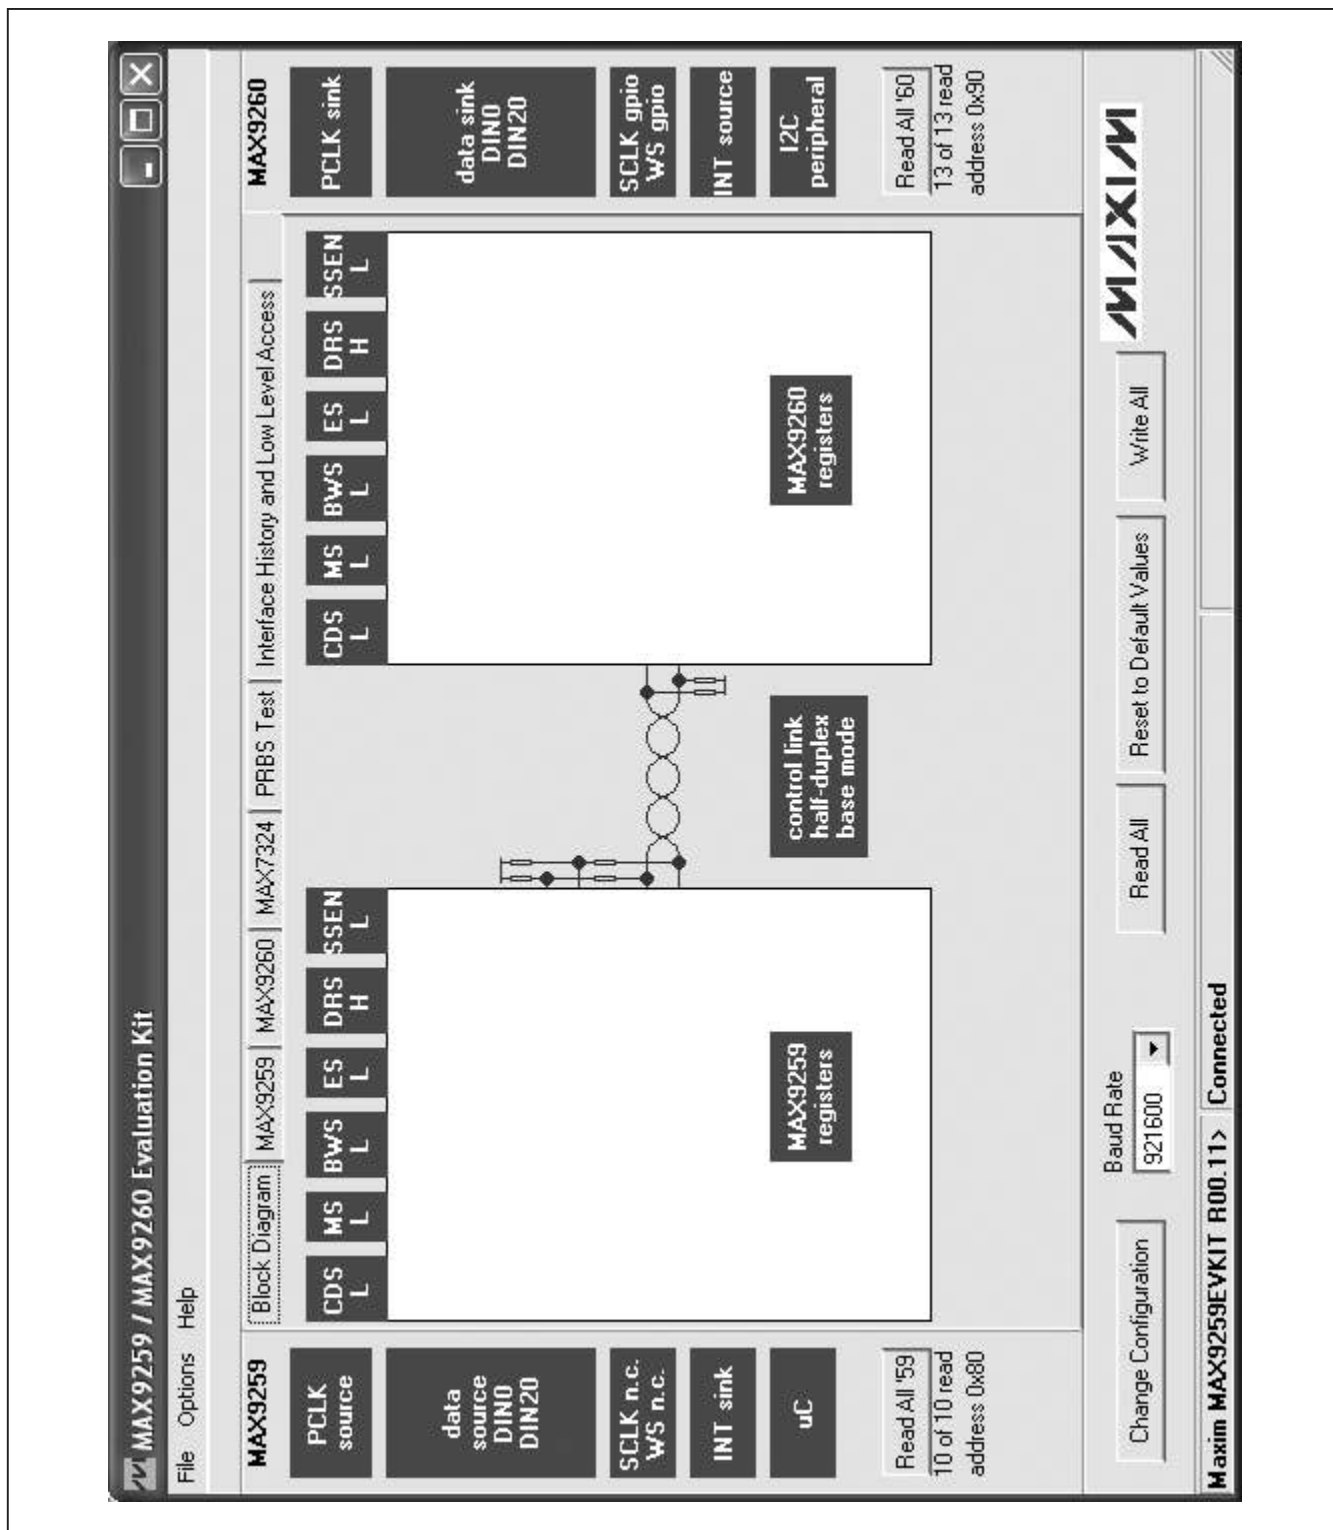 MAX9259 / MAX9260 Evaluation Kit
File Options Help
MAX9259
PCLK
source
data
source
DIN0
DIN20
SCLK n.c.
WS n.c.
INT sink
uC
Read All '59
10 of 10 read
address 0x80
Block Diagram MAX9259 MAX9260 MAX7324 PRBS Test Interface History and Low Level Access
CDS MS BWS ES DRS SSEN
L L L L H L
MAX9259
registers
control link
half-duplex
base mode
CDS MS BWS ES DRS SSEN
L L L L H L
MAX9260
registers
MAX9260
PCLK sink
data sink
DIN0
DIN20
SCLK gpio
WS gpio
INT source
I2C
peripheral
Read All '60
13 of 13 read
address 0x90
Change Configuration
Baud Rate
921600
Read All
Reset to Default Values
Write All
MAXIM
Maxim MAX9259EVKIT R00.11> Connected